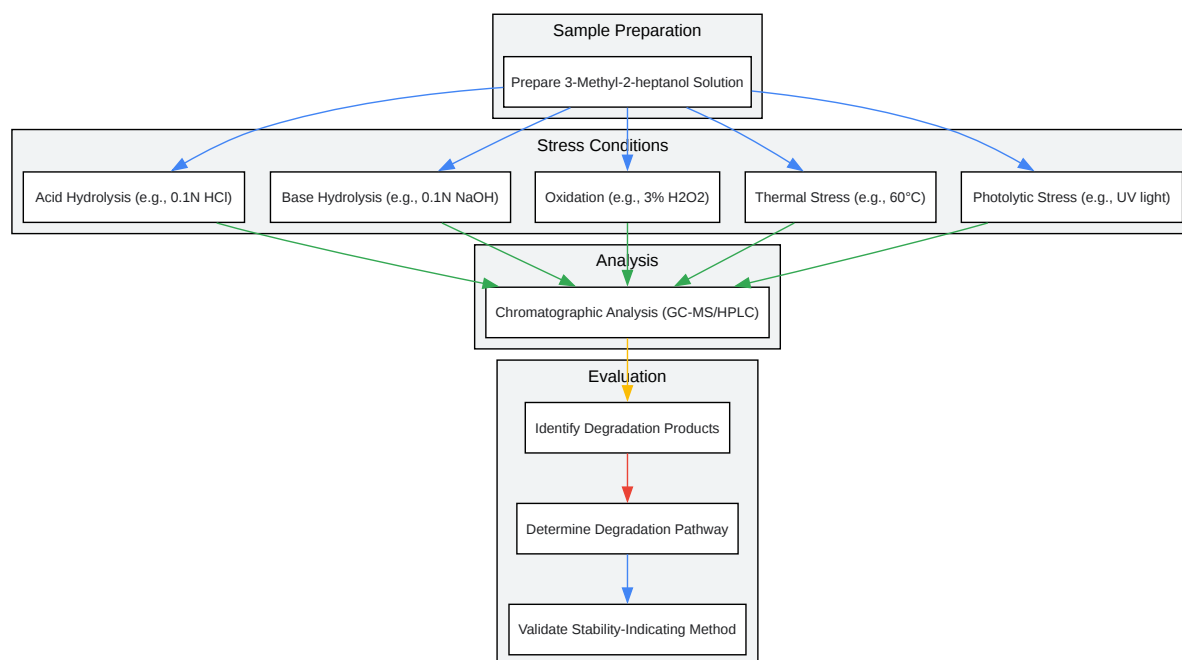 Sample Preparation
Prepare 3-Methyl-2-heptanol Solution
Stress Conditions
Acid Hydrolysis (e.g., 0.1N HCl)
Base Hydrolysis (e.g., 0.1N NaOH)
Oxidation (e.g., 3% H2O2)
Thermal Stress (e.g., 60°C)
Photolytic Stress (e.g., UV light)
Analysis
Chromatographic Analysis (GC-MS/HPLC)
Evaluation
Identify Degradation Products
Determine Degradation Pathway
Validate Stability-Indicating Method